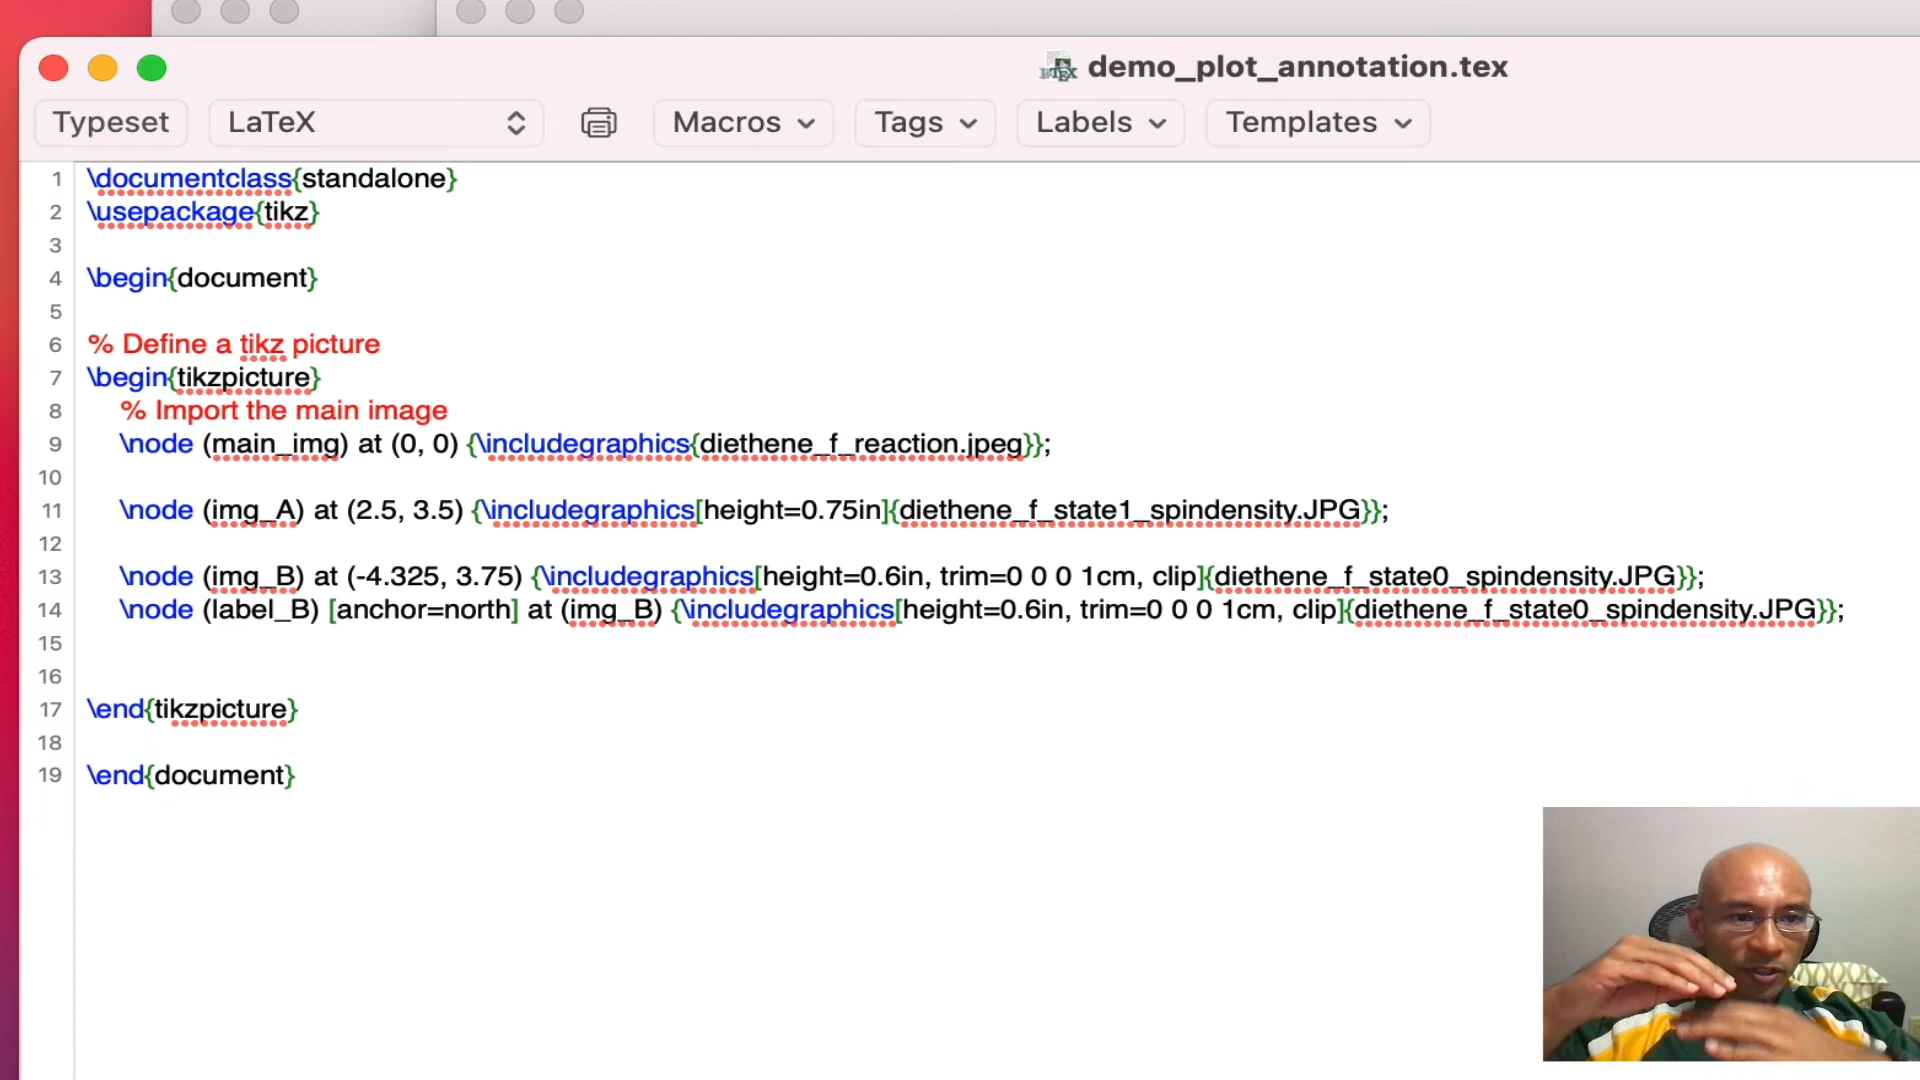 demo_plot_annotation.tex
Typeset LaTeX Macros Tags Labels Templates
1 \documentclass{standalone}
2 \usepackage{tikz}
3
4 \begin{document}
5
6 % Define a tikz picture
7 \begin{tikzpicture}
8 % Import the main image
9 \node (main_img) at (0, 0) {\includegraphics{diethene_f_reaction.jpeg}};
10
11 \node (img_A) at (2.5, 3.5) {\includegraphics[height=0.75in]{diethene_f_state1_spindensity.JPG}};
12
13 \node (img_B) at (-4.325, 3.75) {\includegraphics[height=0.6in, trim=0 0 0 1cm, clip]{diethene_f_state0_spindensity.JPG}};
14 \node (label_B) [anchor=north] at (img_B) {\includegraphics[height=0.6in, trim=0 0 0 1cm, clip]{diethene_f_state0_spindensity.JPG}};
15
16
17 \end{tikzpicture}
18
19 \end{document}